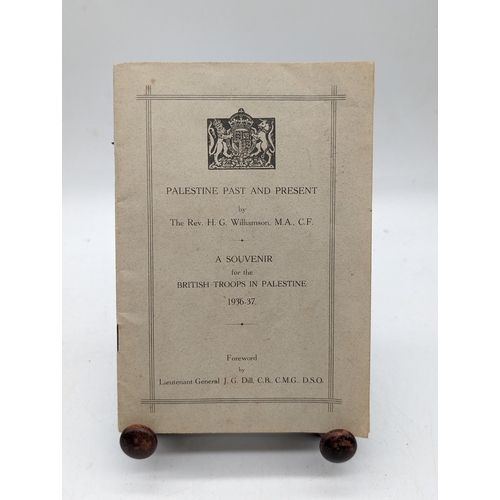 PALESTINE PAST AND PRESENT
by
The Rev. H. G. Williamson, M.A., C.F.
A SOUVENIR
for the
BRITISH TROOPS IN PALESTINE
1936-37.
Foreword
by
Lieutenant-General J. G. Dill, C.B., C.M.G., D.S.O.